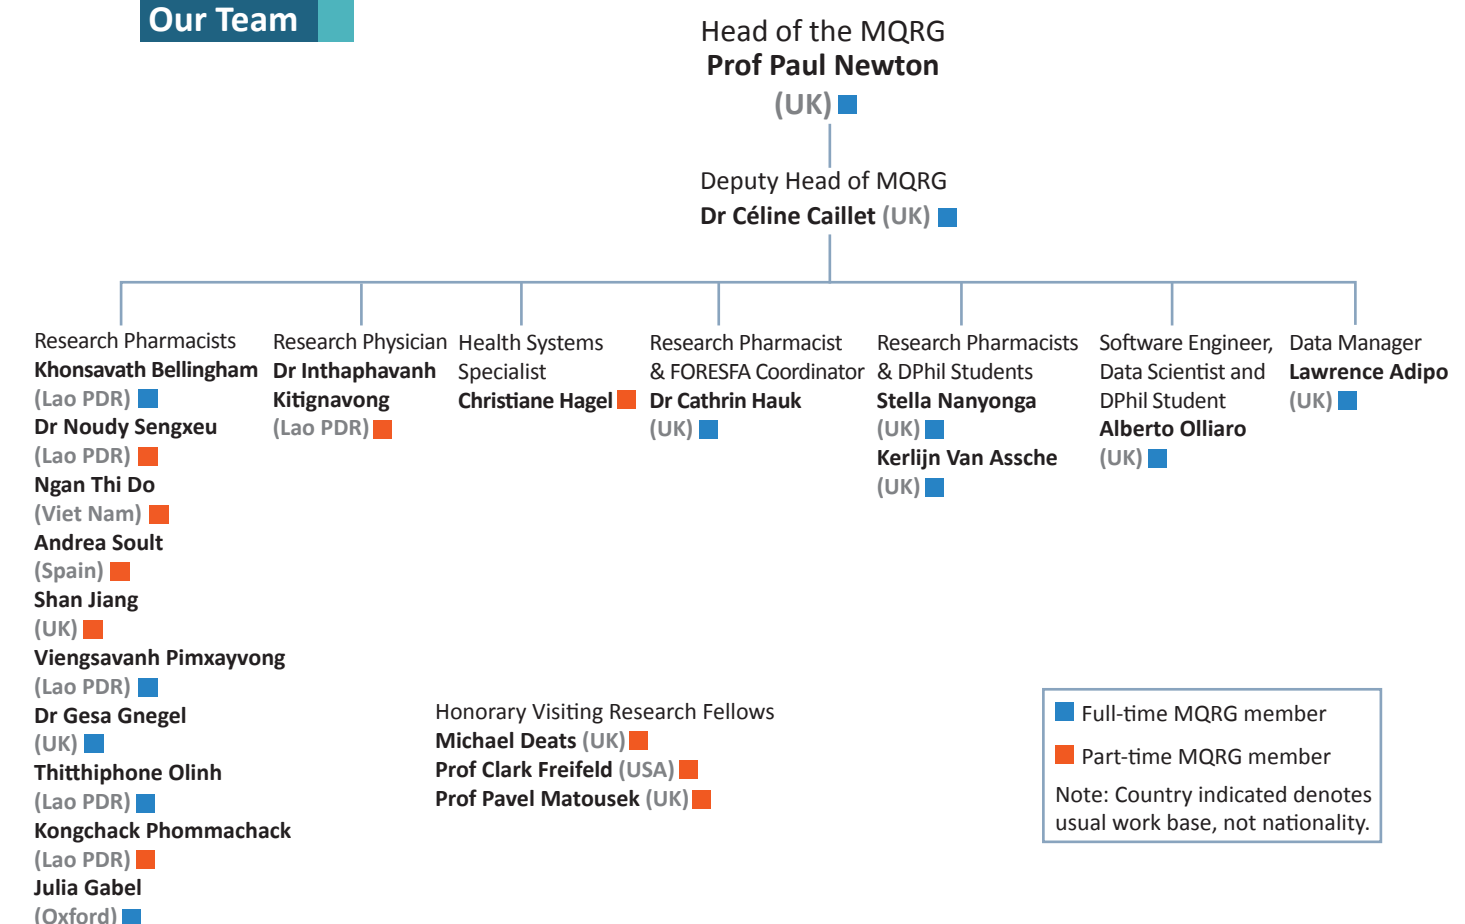 Our Team
Head of the MQRG
Prof Paul Newton
(UK)
Deputy Head of MQRG
Dr Céline Caillet (UK)
Research Pharmacists
Khonsavath Bellingham
(Lao PDR)
Dr Noudy Sengxeu
(Lao PDR)
Ngan Thi Do
(Viet Nam)
Andrea Soult
(Spain)
Shan Jiang
(UK)
Viengsavanh Pimxayvong
(Lao PDR)
Dr Gesa Gnegel
(UK)
Thitthiphone Olinh
(Lao PDR)
Kongchack Phommachack
(Lao PDR)
Julia Gabel
(Oxford)
Research Physician
Dr Inthaphavanh
Kitignavong
(Lao PDR)
Health Systems
Specialist
Christiane Hagel
Research Pharmacist
& FORESFA Coordinator
Dr Cathrin Hauk
(UK)
Research Pharmacists
& DPhil Students
Stella Nanyonga
(UK)
Kerlijn Van Assche
(UK)
Software Engineer,
Data Scientist and
DPhil Student
Alberto Olliaro
(UK)
Data Manager
Lawrence Adipo
(UK)
Honorary Visiting Research Fellows
Michael Deats (UK)
Prof Clark Freifeld (USA)
Prof Pavel Matousek (UK)
Full-time MQRG member
Part-time MQRG member
Note: Country indicated denotes
usual work base, not nationality.